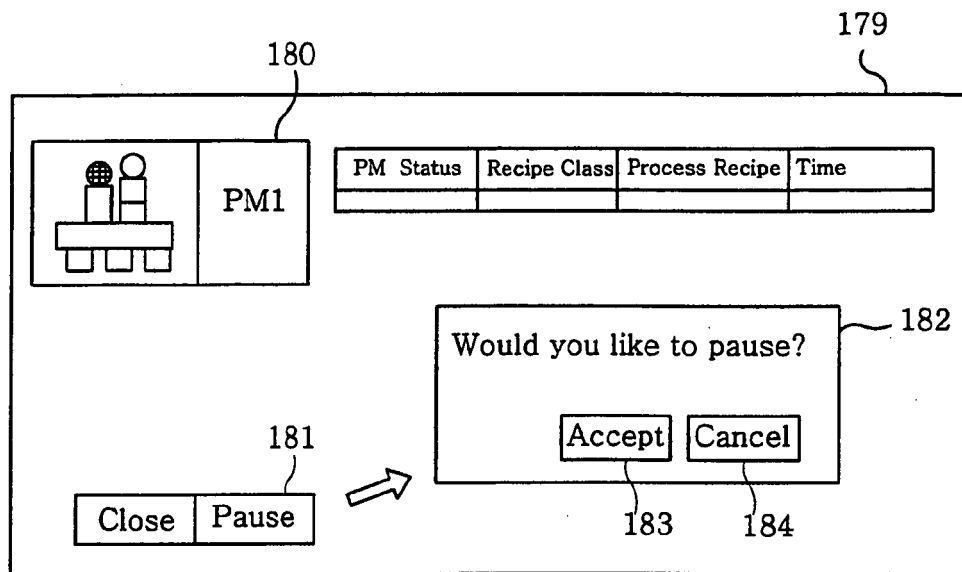 179
180
PM1
PM Status Recipe Class Process Recipe Time
Would you like to pause?
182
Accept Cancel
181
Close Pause
183 184